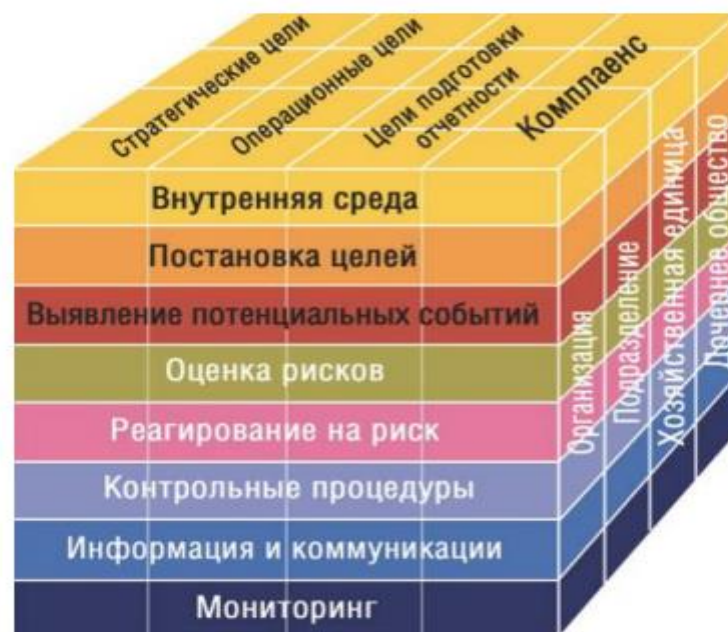 Стратегические цели
Операционные цели
Цели подготовки
отчетности
Комплаенс
Внутренняя среда
Постановка целей
Выявление потенциальных событий
Оценка рисков
Реагирование на риск
Контрольные процедуры
Информация и коммуникации
Мониторинг
Организация
Подразделение
Хозяйственная единица
Дочернее общество